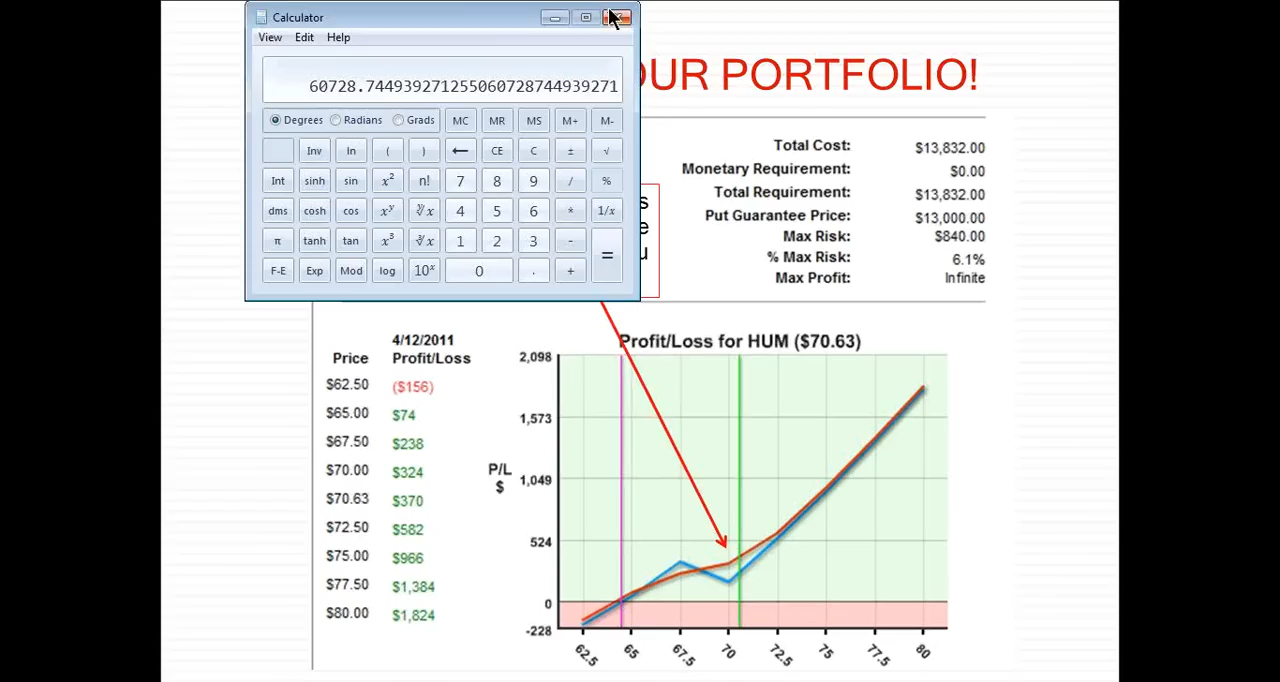 Calculator
View Edit Help
60728.744939271255060728744939271
Degrees Radians Grads MC MR MS M+ M-
Inv ln ( ) ← CE C ± √
Int sinh sin x² n! 7 8 9 / %
dms cosh cos xʸ ʸ√x 4 5 6 * 1/x
π tanh tan x³ ³√x 1 2 3 - =
F-E Exp Mod log 10ˣ 0 . +
OUR PORTFOLIO!
s
e
u
Total Cost: $13,832.00
Monetary Requirement: $0.00
Total Requirement: $13,832.00
Put Guarantee Price: $13,000.00
Max Risk: $840.00
% Max Risk: 6.1%
Max Profit: Infinite
4/12/2011
Price Profit/Loss
$62.50 ($156)
$65.00 $74
$67.50 $238
$70.00 $324
$70.63 $370
$72.50 $582
$75.00 $966
$77.50 $1,384
$80.00 $1,824
Profit/Loss for HUM ($70.63)
2,098
1,573
P/L
$
1,049
524
0
-228
62.5 65 67.5 70 72.5 75 77.5 80